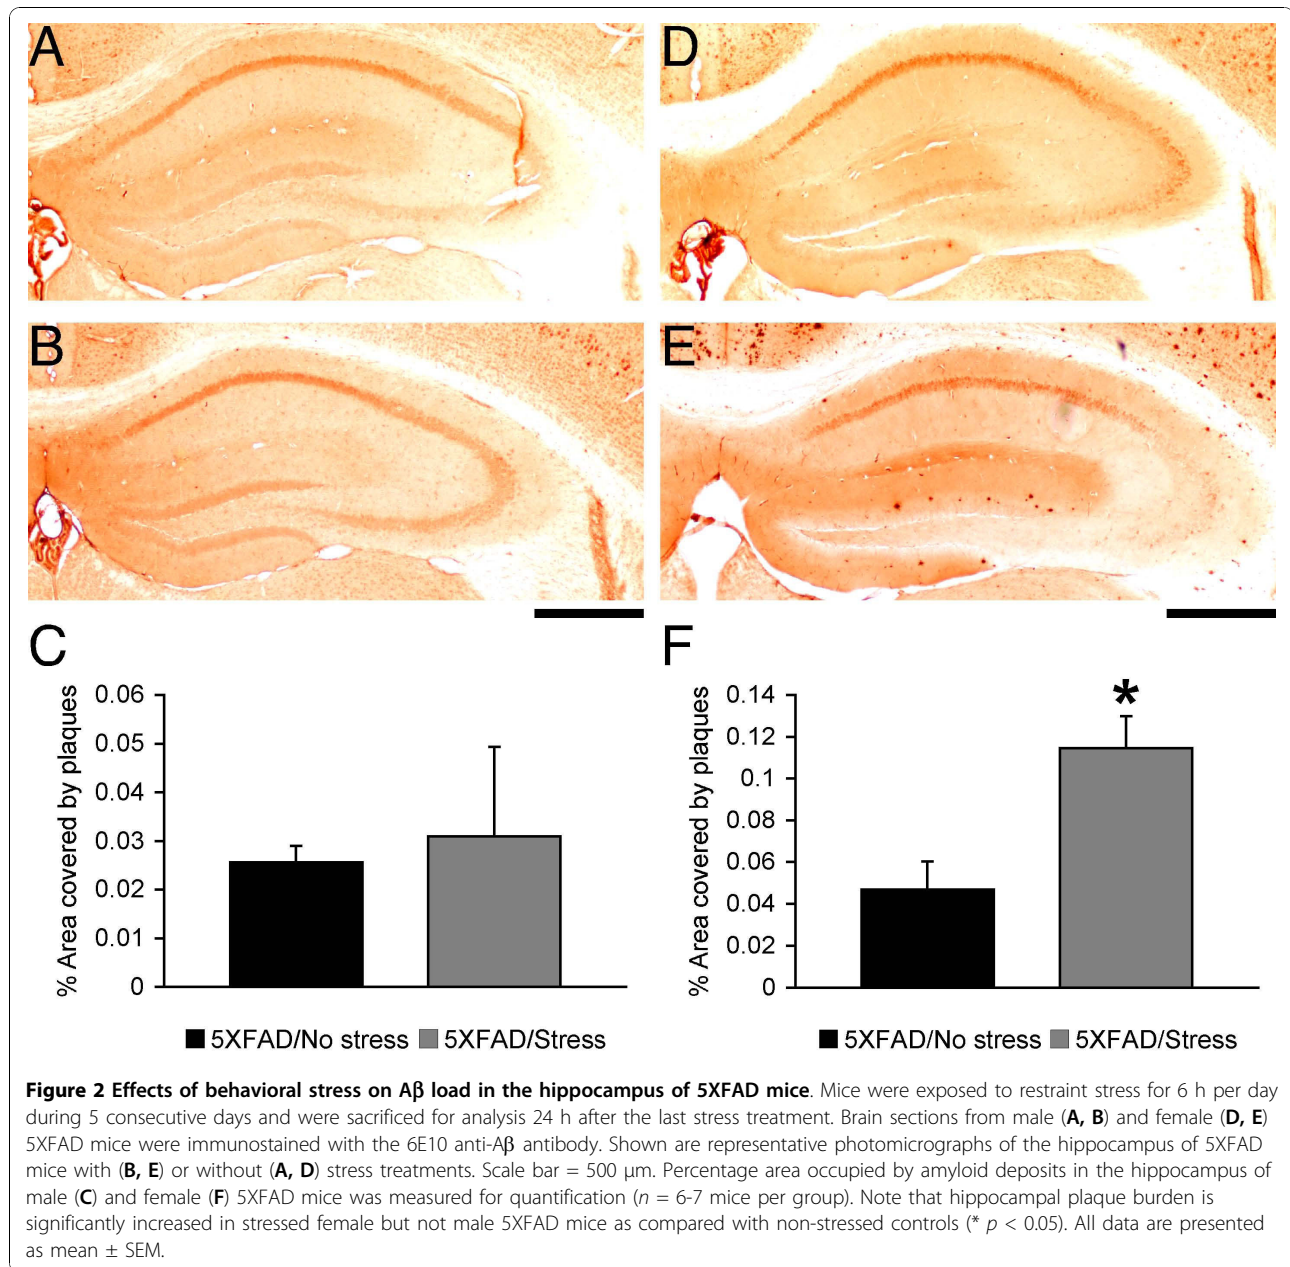 A
D
B
E
C
F
% Area covered by plaques
0.06
0.05
0.04
0.03
0.02
0.01
0
5XFAD/No stress 5XFAD/Stress
% Area covered by plaques
0.14
0.12
0.1
0.08
0.06
0.04
0.02
0
*
5XFAD/No stress 5XFAD/Stress
Figure 2 Effects of behavioral stress on Aβ load in the hippocampus of 5XFAD mice. Mice were exposed to restraint stress for 6 h per day
during 5 consecutive days and were sacrificed for analysis 24 h after the last stress treatment. Brain sections from male (A, B) and female (D, E)
5XFAD mice were immunostained with the 6E10 anti-Aβ antibody. Shown are representative photomicrographs of the hippocampus of 5XFAD
mice with (B, E) or without (A, D) stress treatments. Scale bar = 500 μm. Percentage area occupied by amyloid deposits in the hippocampus of
male (C) and female (F) 5XFAD mice was measured for quantification (n = 6-7 mice per group). Note that hippocampal plaque burden is
significantly increased in stressed female but not male 5XFAD mice as compared with non-stressed controls (* p < 0.05). All data are presented
as mean ± SEM.